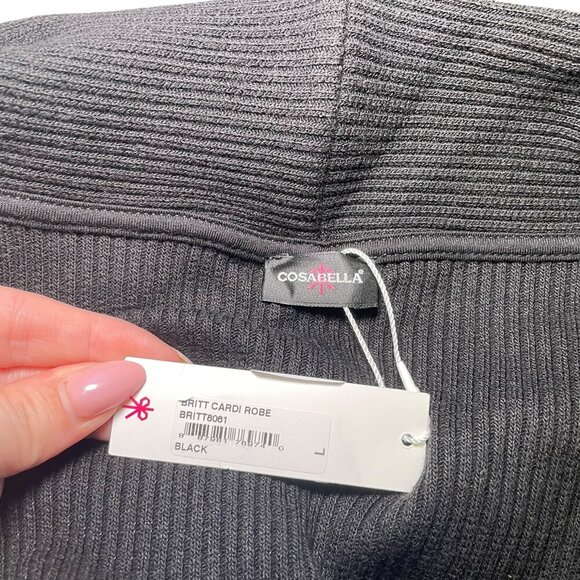 COSABELLA®
BRITT CARDI ROBE
BRITT8061
BLACK
L